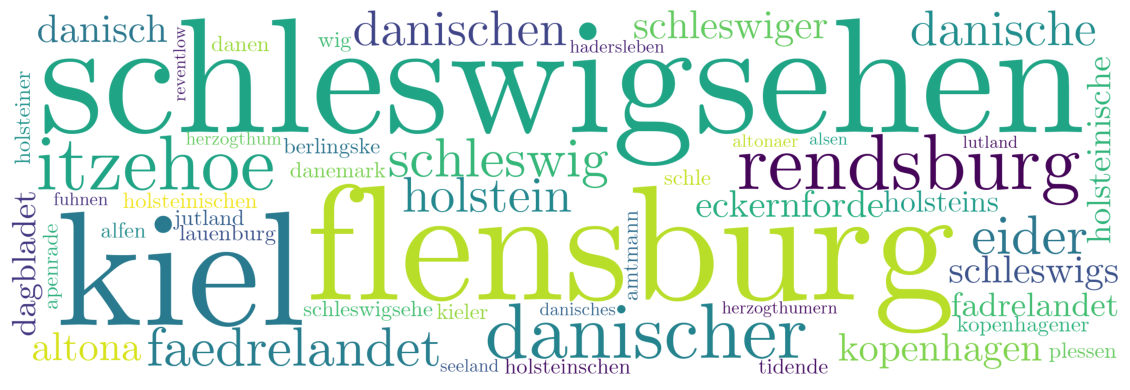 danisch
reventlow
danen
wig
danischen
hadersleben
schleswiger
danische
schleswigsehen
holsteiner
herzogthum
berlingske
altonaer
alsen
lutland
holsteinische
itzehoe
danemark
schleswig
schle
rendsburg
fuhnen
holsteinischen
holstein
eckernforde
holsteins
dagbladet
apenrade
alfen
jutland
lauenburg
kiel
flensburg
amtmann
eider
schleswigs
schleswigsehe
kieler
danisches
herzogthumern
fadrelandet
kopenhagener
altona
faedrelandet
seeland
danischer
holsteinschen
tidende
kopenhagen
plessen